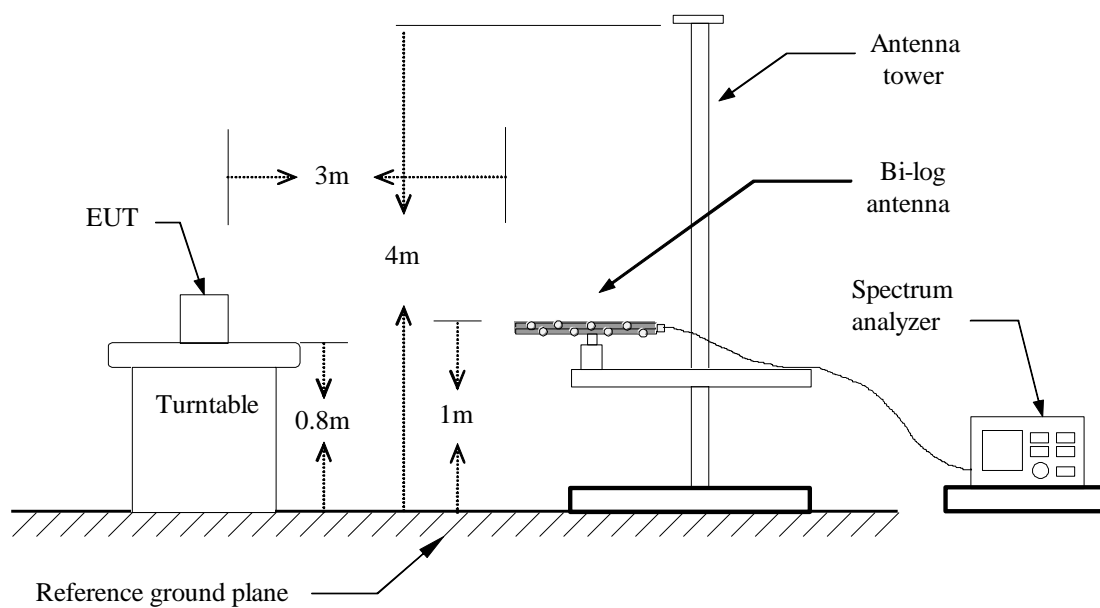 Antenna
tower
3m
Bi-log
antenna
EUT
4m
Spectrum
analyzer
Turntable
0.8m
1m
Reference ground plane